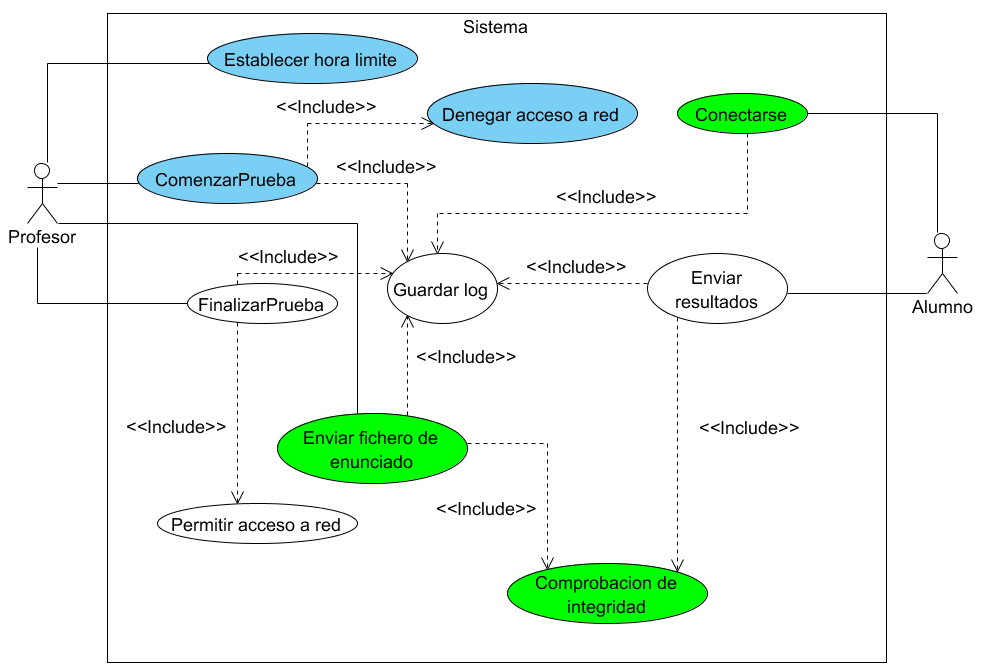 Sistema
Establecer hora limite
<<Include>>
Denegar acceso a red
Conectarse
<<Include>>
ComenzarPrueba
<<Include>>
Profesor
<<Include>>
<<Include>>
Guardar log
Enviar
resultados
FinalizarPrueba
Alumno
<<Include>>
<<Include>>
<<Include>>
Enviar fichero de
enunciado
<<Include>>
Permitir acceso a red
Comprobacion de
integridad